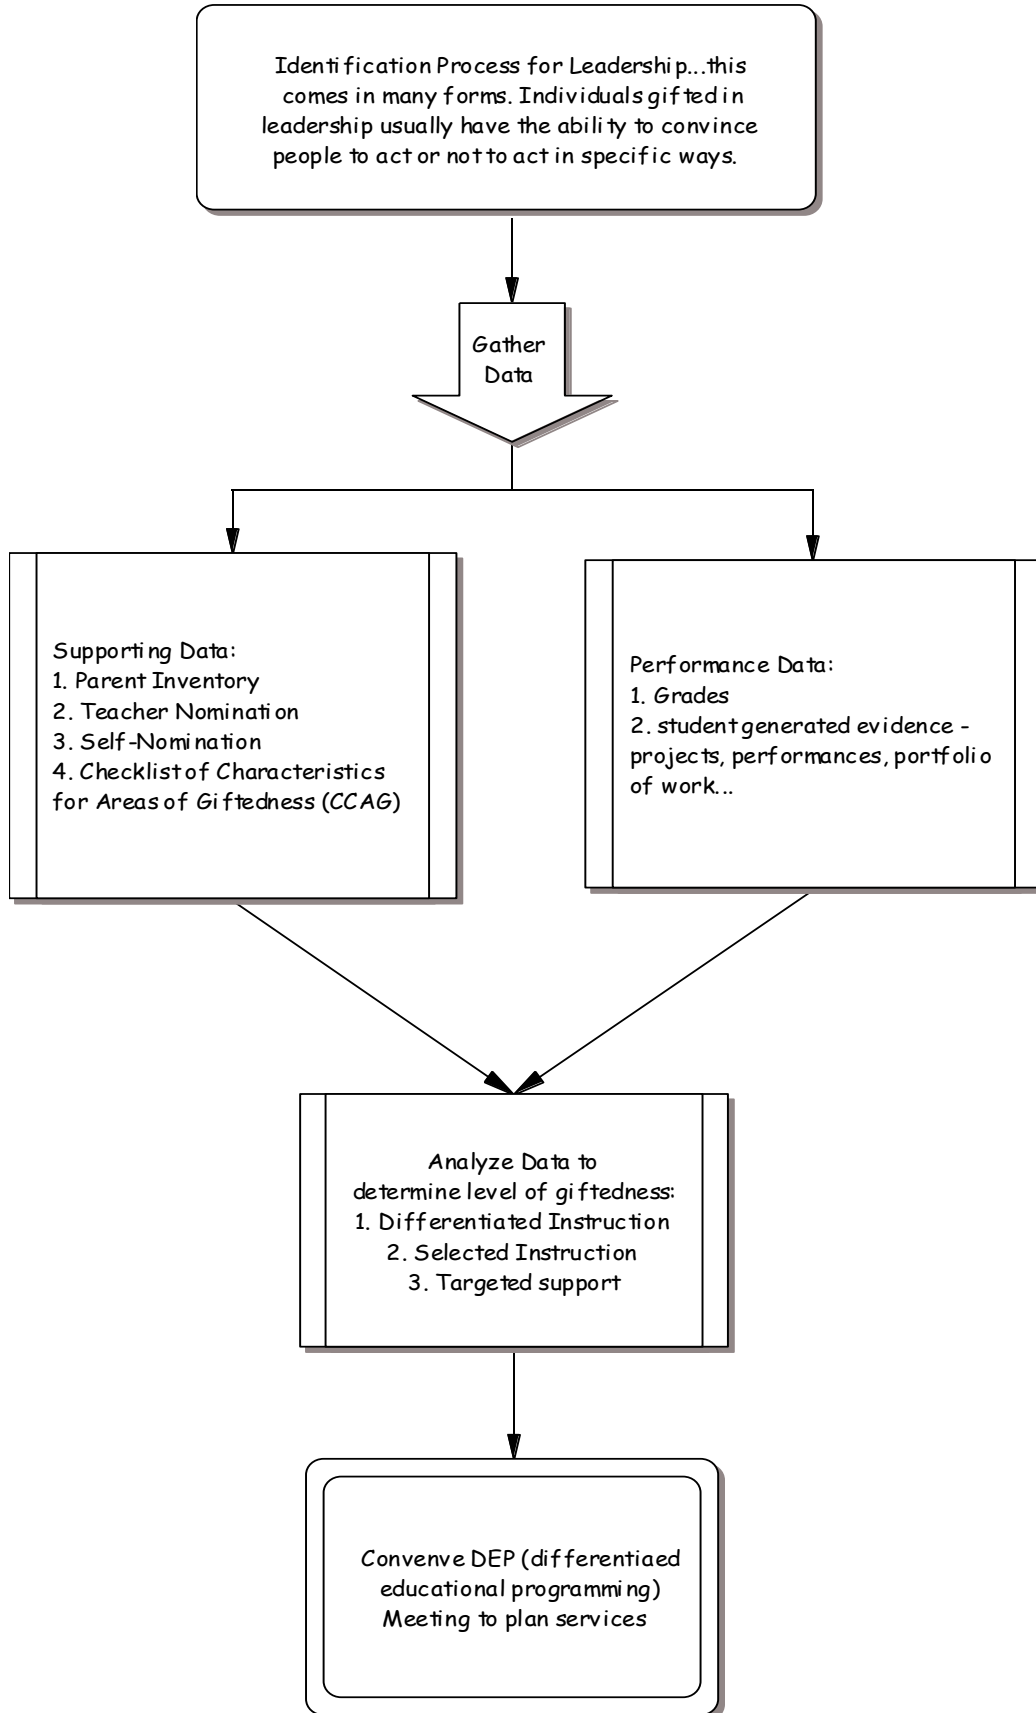 Identification Process for Leadership...this
comes in many forms. Individuals gifted in
leadership usually have the ability to convince
people to act or not to act in specific ways.
Gather
Data
Supporting Data:
1. Parent Inventory
2. Teacher Nomination
3. Self-Nomination
4. Checklist of Characteristics
for Areas of Giftedness (CCAG)
Performance Data:
1. Grades
2. student generated evidence -
projects, performances, portfolio
of work...
Analyze Data to
determine level of giftedness:
1. Differentiated Instruction
2. Selected Instruction
3. Targeted support
Convenve DEP (differentiaed
educational programming)
Meeting to plan services